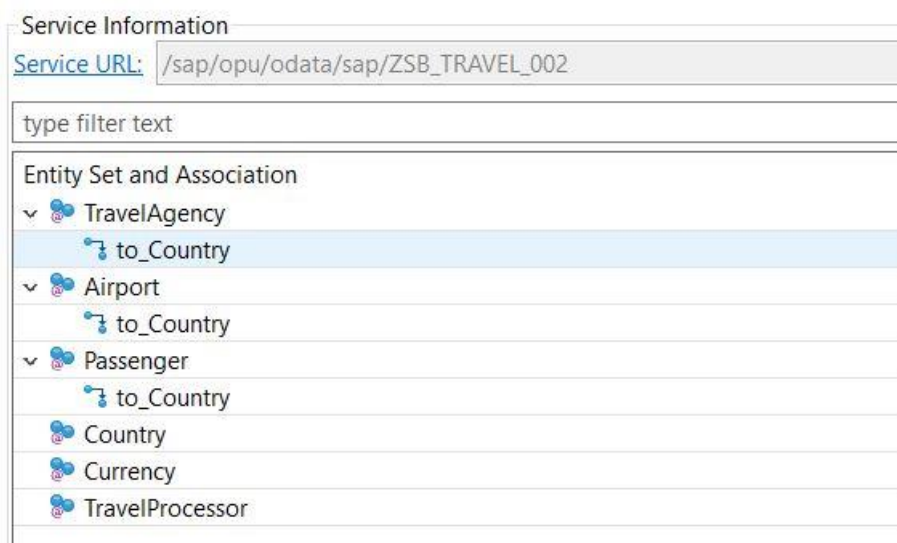 Service Information
Service URL: /sap/opu/odata/sap/ZSB_TRAVEL_002
type filter text
Entity Set and Association
TravelAgency
to_Country
Airport
to_Country
Passenger
to_Country
Country
Currency
TravelProcessor